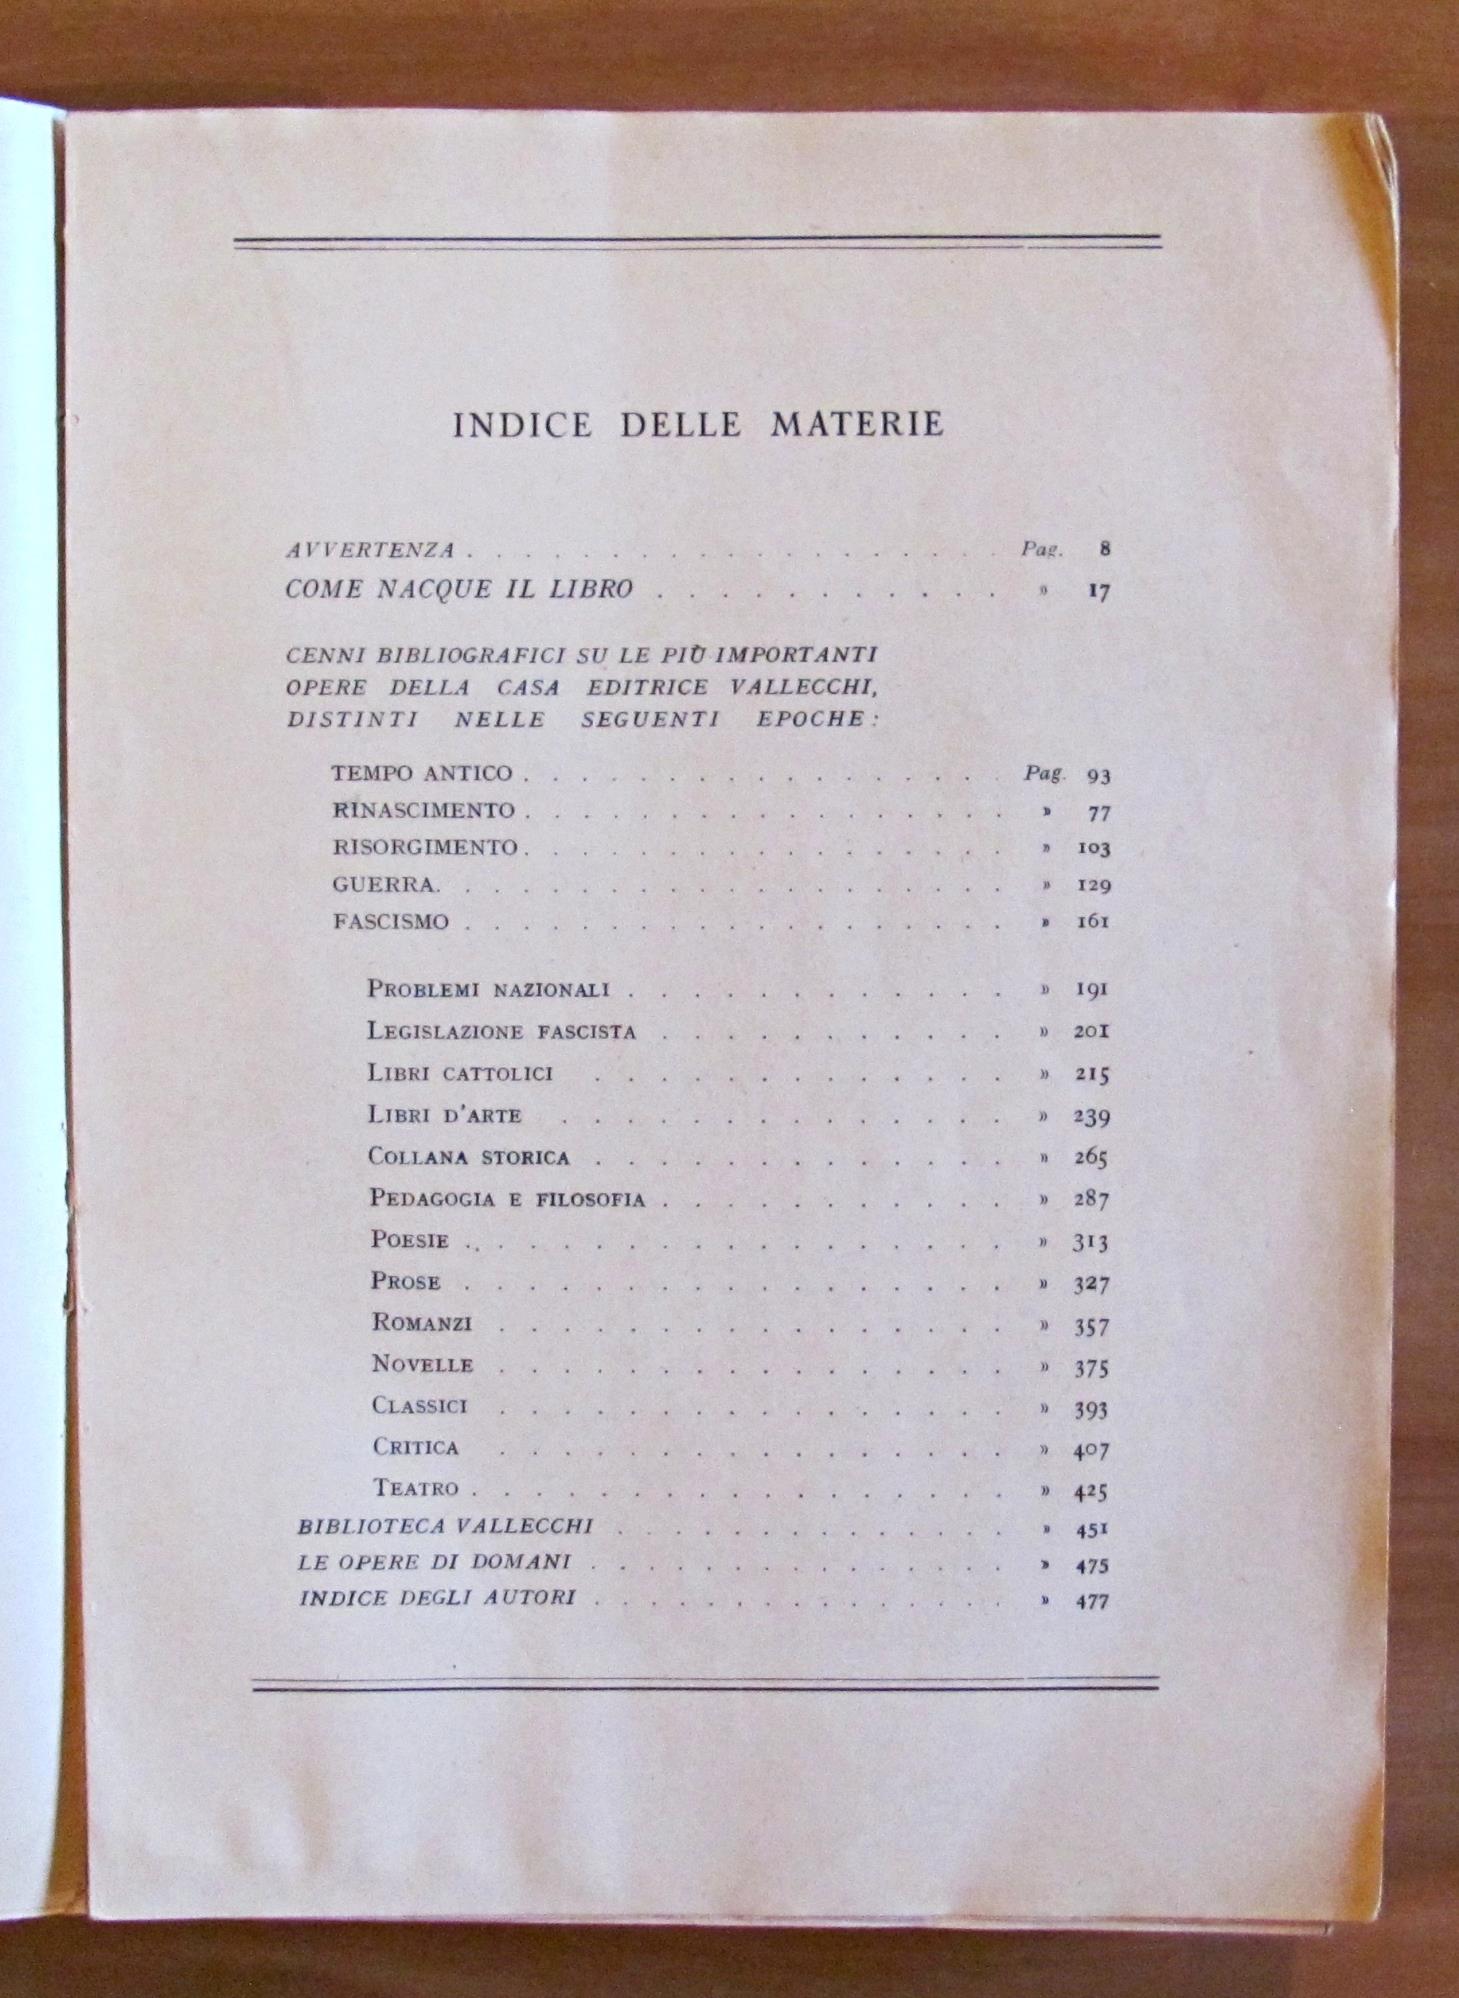 INDICE DELLE MATERIE
AVVERTENZA . . . . . . . . . . . . . . . . . . . Pag. 8
COME NACQUE IL LIBRO . . . . . . . . . . . » 17
CENNI BIBLIOGRAFICI SU LE PIÙ IMPORTANTI
OPERE DELLA CASA EDITRICE VALLECCHI,
DISTINTI NELLE SEGUENTI EPOCHE:
TEMPO ANTICO . . . . . . . . . . . . . . . . . Pag. 93
RINASCIMENTO . . . . . . . . . . . . . . . . . » 77
RISORGIMENTO . . . . . . . . . . . . . . . . . » 103
GUERRA. . . . . . . . . . . . . . . . . . . . » 129
FASCISMO . . . . . . . . . . . . . . . . . . . » 161
PROBLEMI NAZIONALI . . . . . . . . . . . . » 191
LEGISLAZIONE FASCISTA . . . . . . . . . . . » 201
LIBRI CATTOLICI . . . . . . . . . . . . . » 215
LIBRI D'ARTE . . . . . . . . . . . . . . » 239
COLLANA STORICA . . . . . . . . . . . . . » 265
PEDAGOGIA E FILOSOFIA . . . . . . . . . . . » 287
POESIE . . . . . . . . . . . . . . . . . . » 313
PROSE . . . . . . . . . . . . . . . . . . » 327
ROMANZI . . . . . . . . . . . . . . . . » 357
NOVELLE . . . . . . . . . . . . . . . . » 375
CLASSICI . . . . . . . . . . . . . . . . » 393
CRITICA . . . . . . . . . . . . . . . . » 407
TEATRO . . . . . . . . . . . . . . . . . » 425
BIBLIOTECA VALLECCHI . . . . . . . . . . . . . » 451
LE OPERE DI DOMANI . . . . . . . . . . . . . . » 475
INDICE DEGLI AUTORI . . . . . . . . . . . . . . » 477